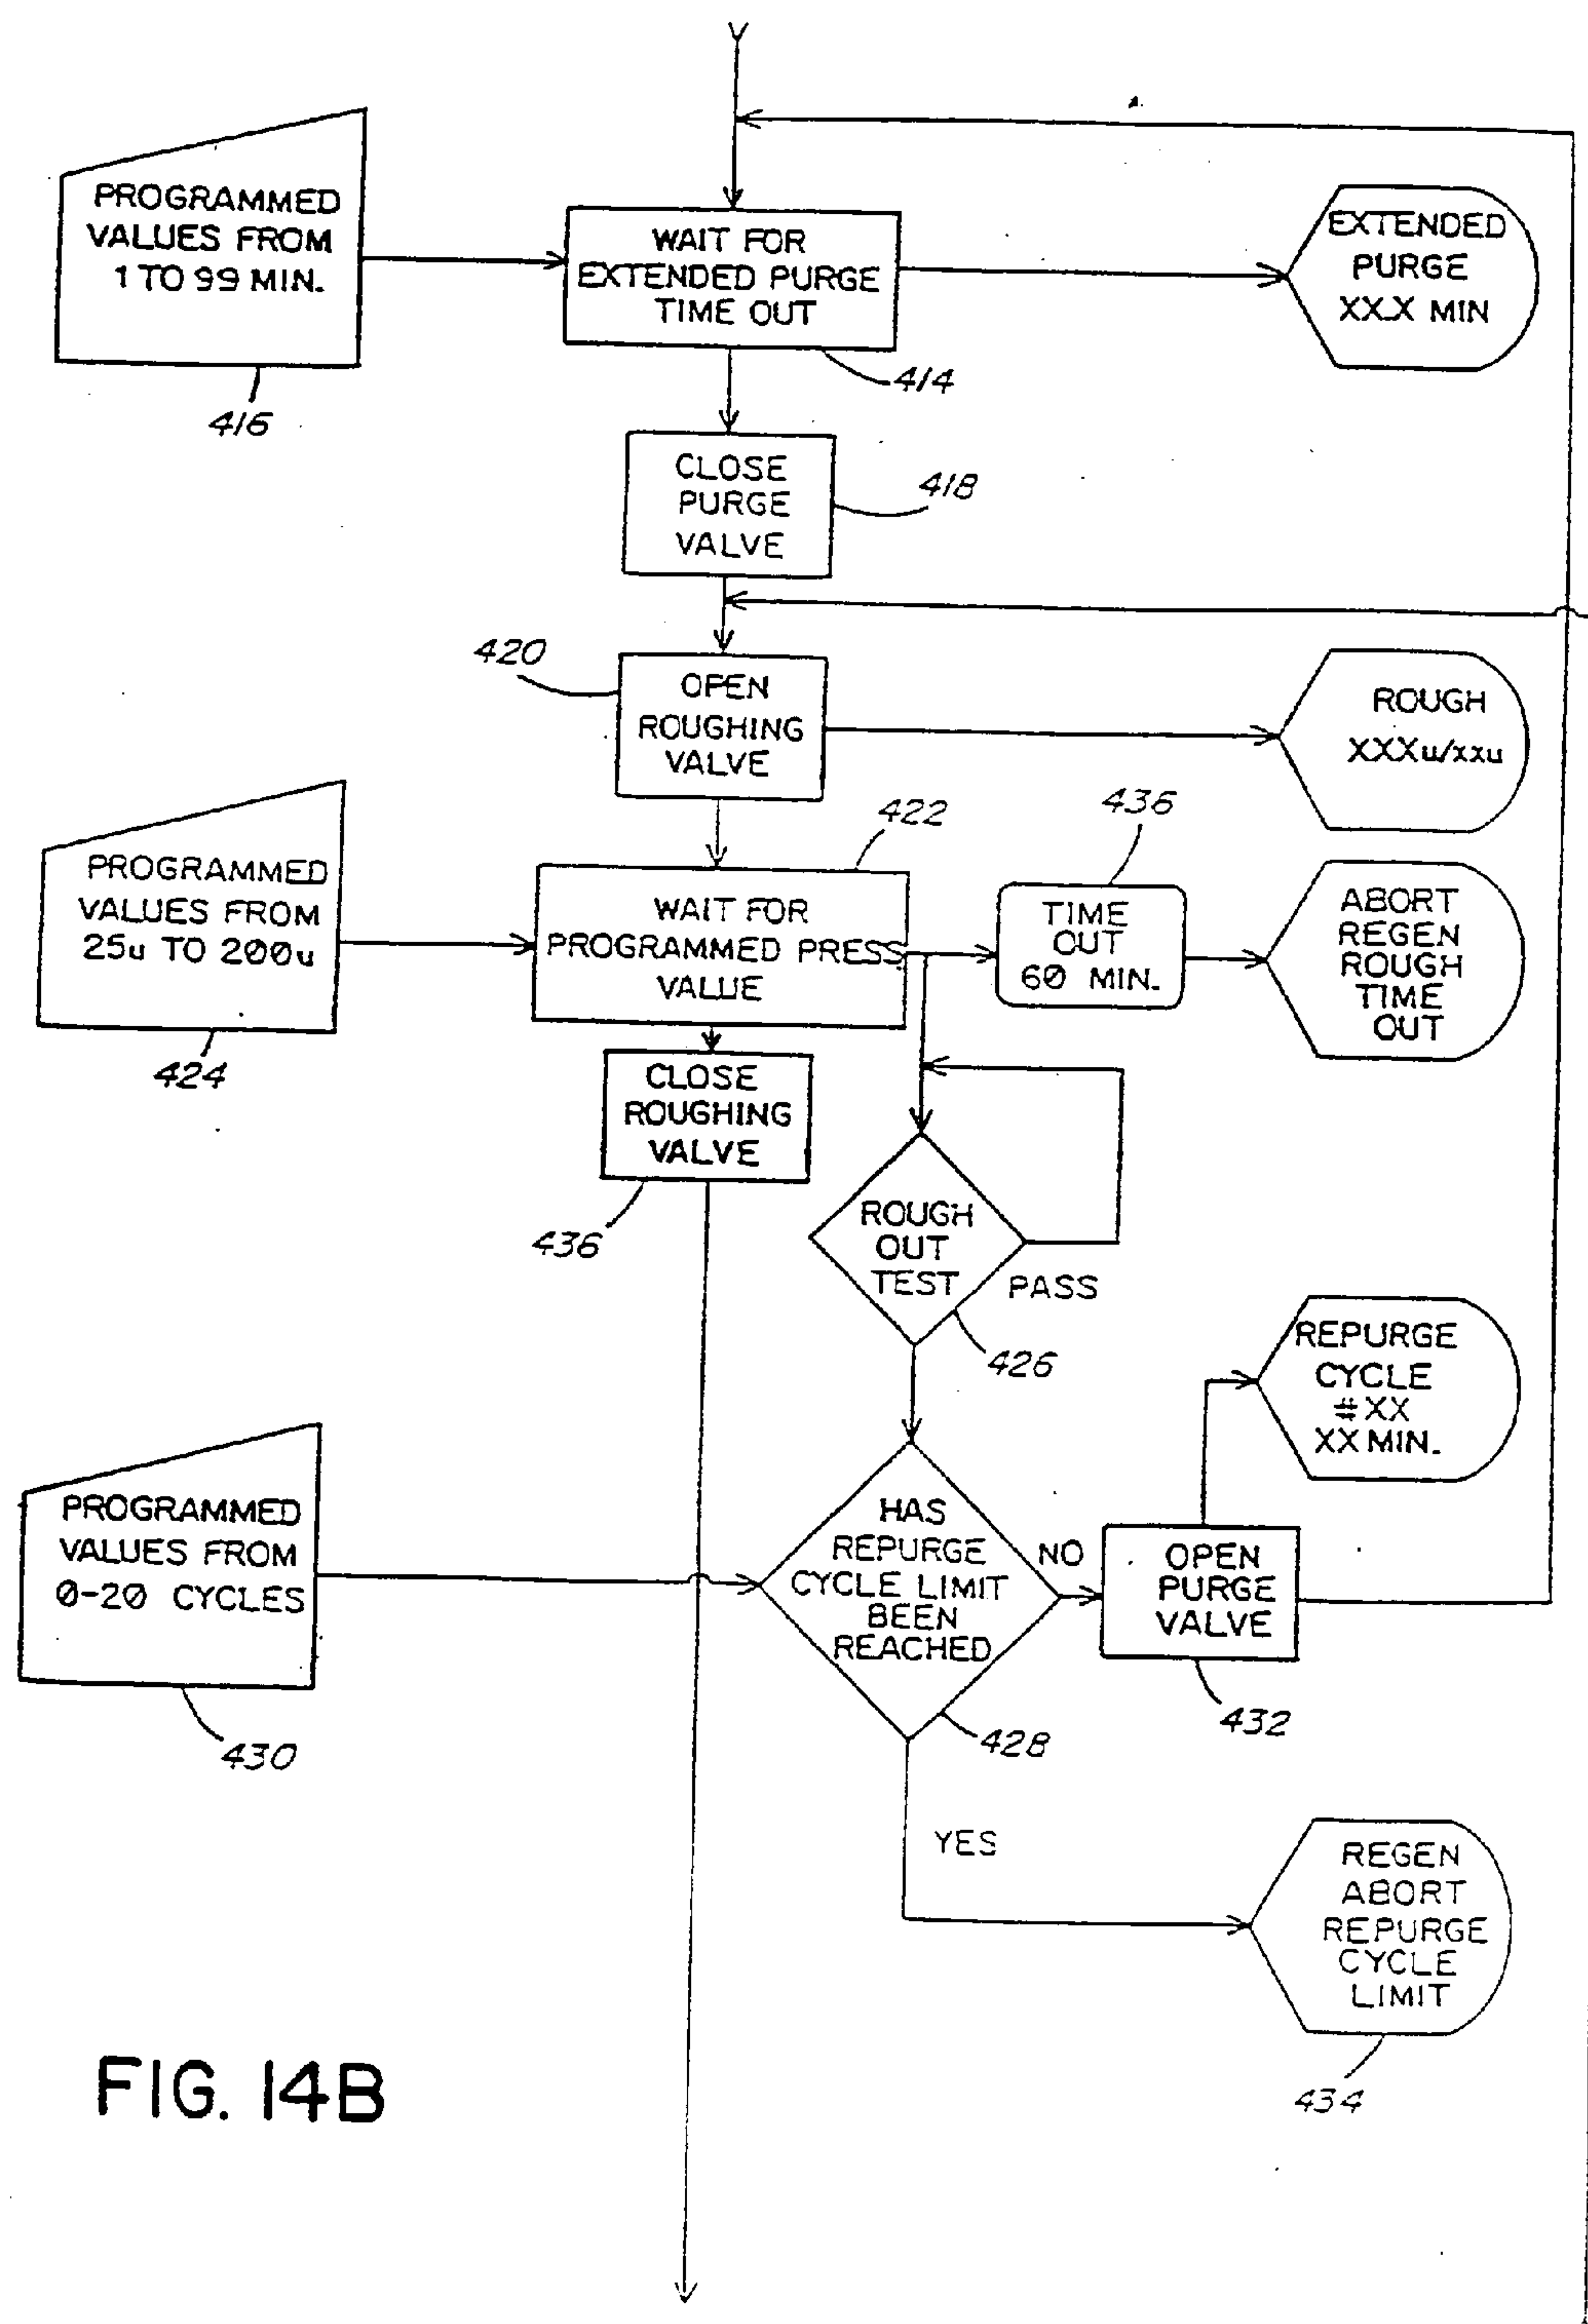 PROGRAMMED
VALUES FROM
1 TO 99 MIN.
416
WAIT FOR
EXTENDED PURGE
TIME OUT
414
EXTENDED
PURGE
XX.X MIN
CLOSE
PURGE
VALVE
418
420
OPEN
ROUGHING
VALVE
ROUGH
XXXu/xxu
PROGRAMMED
VALUES FROM
25u TO 200u
424
422
WAIT FOR
PROGRAMMED PRESS
VALUE
436
TIME
OUT
60 MIN.
ABORT
REGEN
ROUGH
TIME
OUT
CLOSE
ROUGHING
VALVE
436
ROUGH
OUT
TEST
PASS
426
REPURGE
CYCLE
#XX
XX MIN.
PROGRAMMED
VALUES FROM
0-20 CYCLES
430
HAS
REPURGE
CYCLE LIMIT
BEEN
REACHED
428
NO
OPEN
PURGE
VALVE
432
YES
REGEN
ABORT
REPURGE
CYCLE
LIMIT
434
FIG. 14B